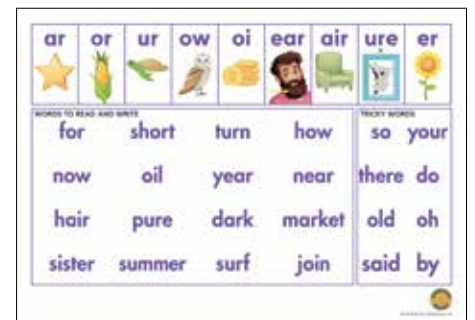 ar or ur ow oi ear air ure er
WORDS TO READ AND WRITE
TRICKY WORDS
for short turn how so your
now oil year near there do
hair pure dark market old oh
sister summer surf join said by